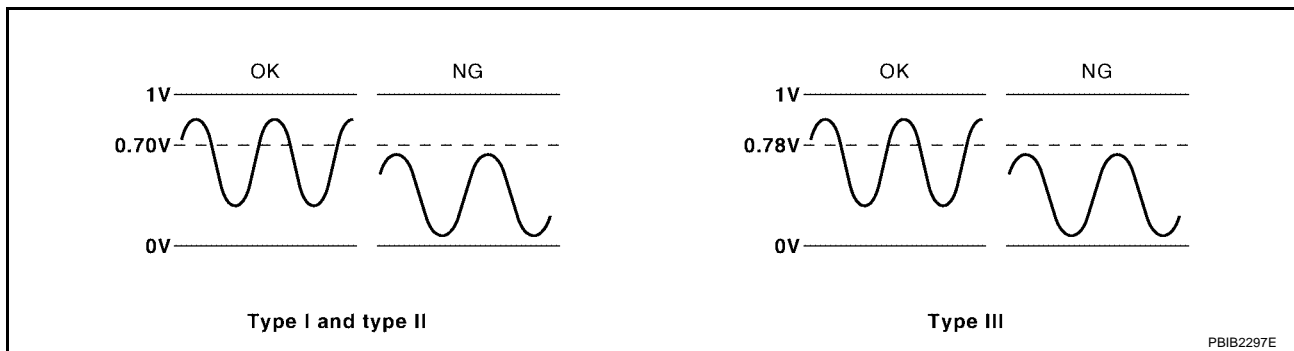 OK NG OK NG
1V 1V
0.70V 0.78V
0V 0V
Type I and type II Type III
PBIB2297E